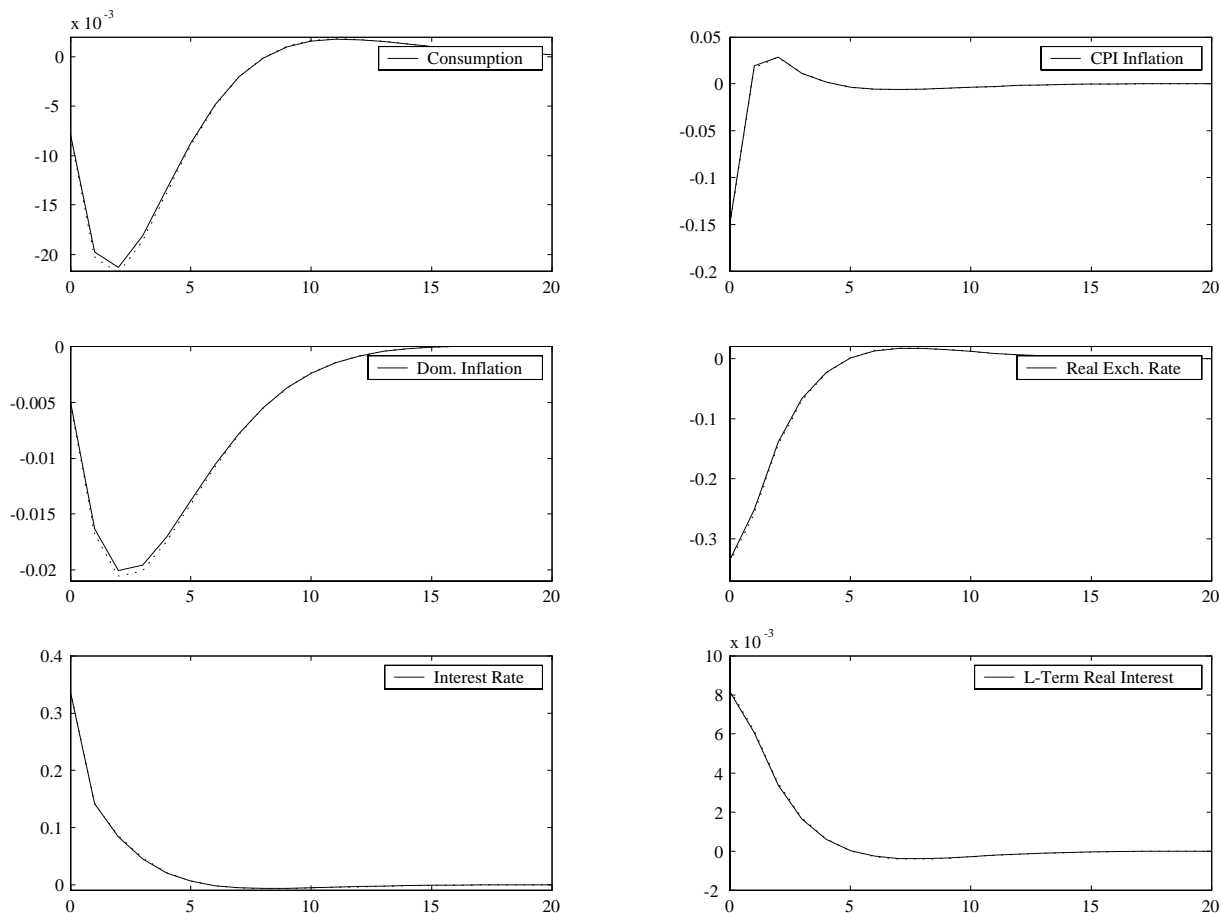 x 10 -3
0
-5
-10
-15
-20
0 5 10 15 20
Consumption
0.05
0
-0.05
-0.1
-0.15
-0.2
0 5 10 15 20
CPI Inflation
0
-0.005
-0.01
-0.015
-0.02
0 5 10 15 20
Dom. Inflation
0
-0.1
-0.2
-0.3
0 5 10 15 20
Real Exch. Rate
0.4
0.3
0.2
0.1
0
0 5 10 15 20
Interest Rate
x 10 -3
10
8
6
4
2
0
-2
0 5 10 15 20
L-Term Real Interest